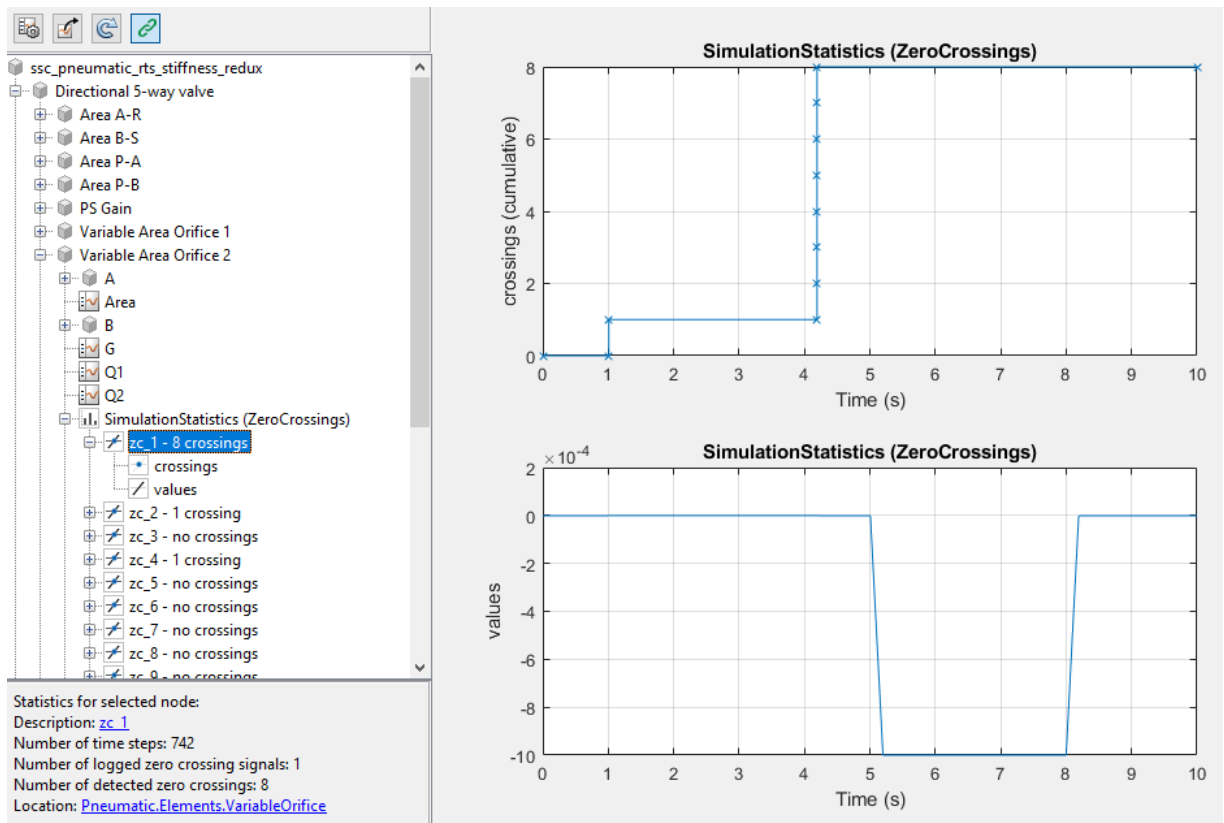 ssc_pneumatic_rts_stiffness_redux
Directional 5-way valve
Area A-R
Area B-S
Area P-A
Area P-B
PS Gain
Variable Area Orifice 1
Variable Area Orifice 2
A
Area
B
G
Q1
Q2
SimulationStatistics (ZeroCrossings)
zc_1 - 8 crossings
crossings
values
zc_2 - 1 crossing
zc_3 - no crossings
zc_4 - 1 crossing
zc_5 - no crossings
zc_6 - no crossings
zc_7 - no crossings
zc_8 - no crossings
zc_9 - no crossings
Statistics for selected node:
Description: zc_1
Number of time steps: 742
Number of logged zero crossing signals: 1
Number of detected zero crossings: 8
Location: Pneumatic.Elements.VariableOrifice
SimulationStatistics (ZeroCrossings)
crossings (cumulative)
8
6
4
2
0
0 1 2 3 4 5 6 7 8 9 10
Time (s)
SimulationStatistics (ZeroCrossings)
×10-4
values
2
0
-2
-4
-6
-8
-10
0 1 2 3 4 5 6 7 8 9 10
Time (s)